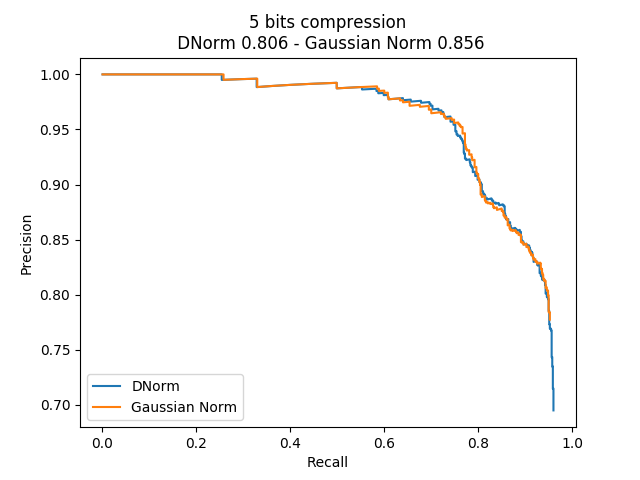 5 bits compression
DNorm 0.806 - Gaussian Norm 0.856
Precision
1.00
0.95
0.90
0.85
0.80
0.75
0.70
DNorm
Gaussian Norm
0.0 0.2 0.4 0.6 0.8 1.0
Recall